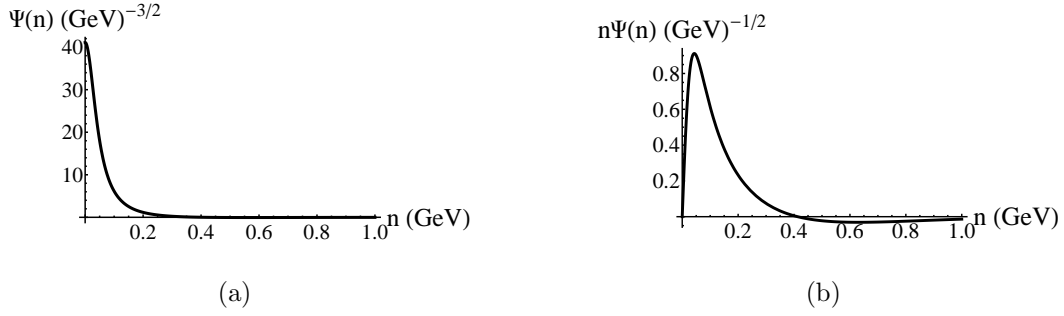 Ψ(n) (GeV)^{-3/2}
40
30
20
10
0.2 0.4 0.6 0.8 1.0 n (GeV)
(a)
nΨ(n) (GeV)^{-1/2}
0.8
0.6
0.4
0.2
0.2 0.4 0.6 0.8 1.0 n (GeV)
(b)